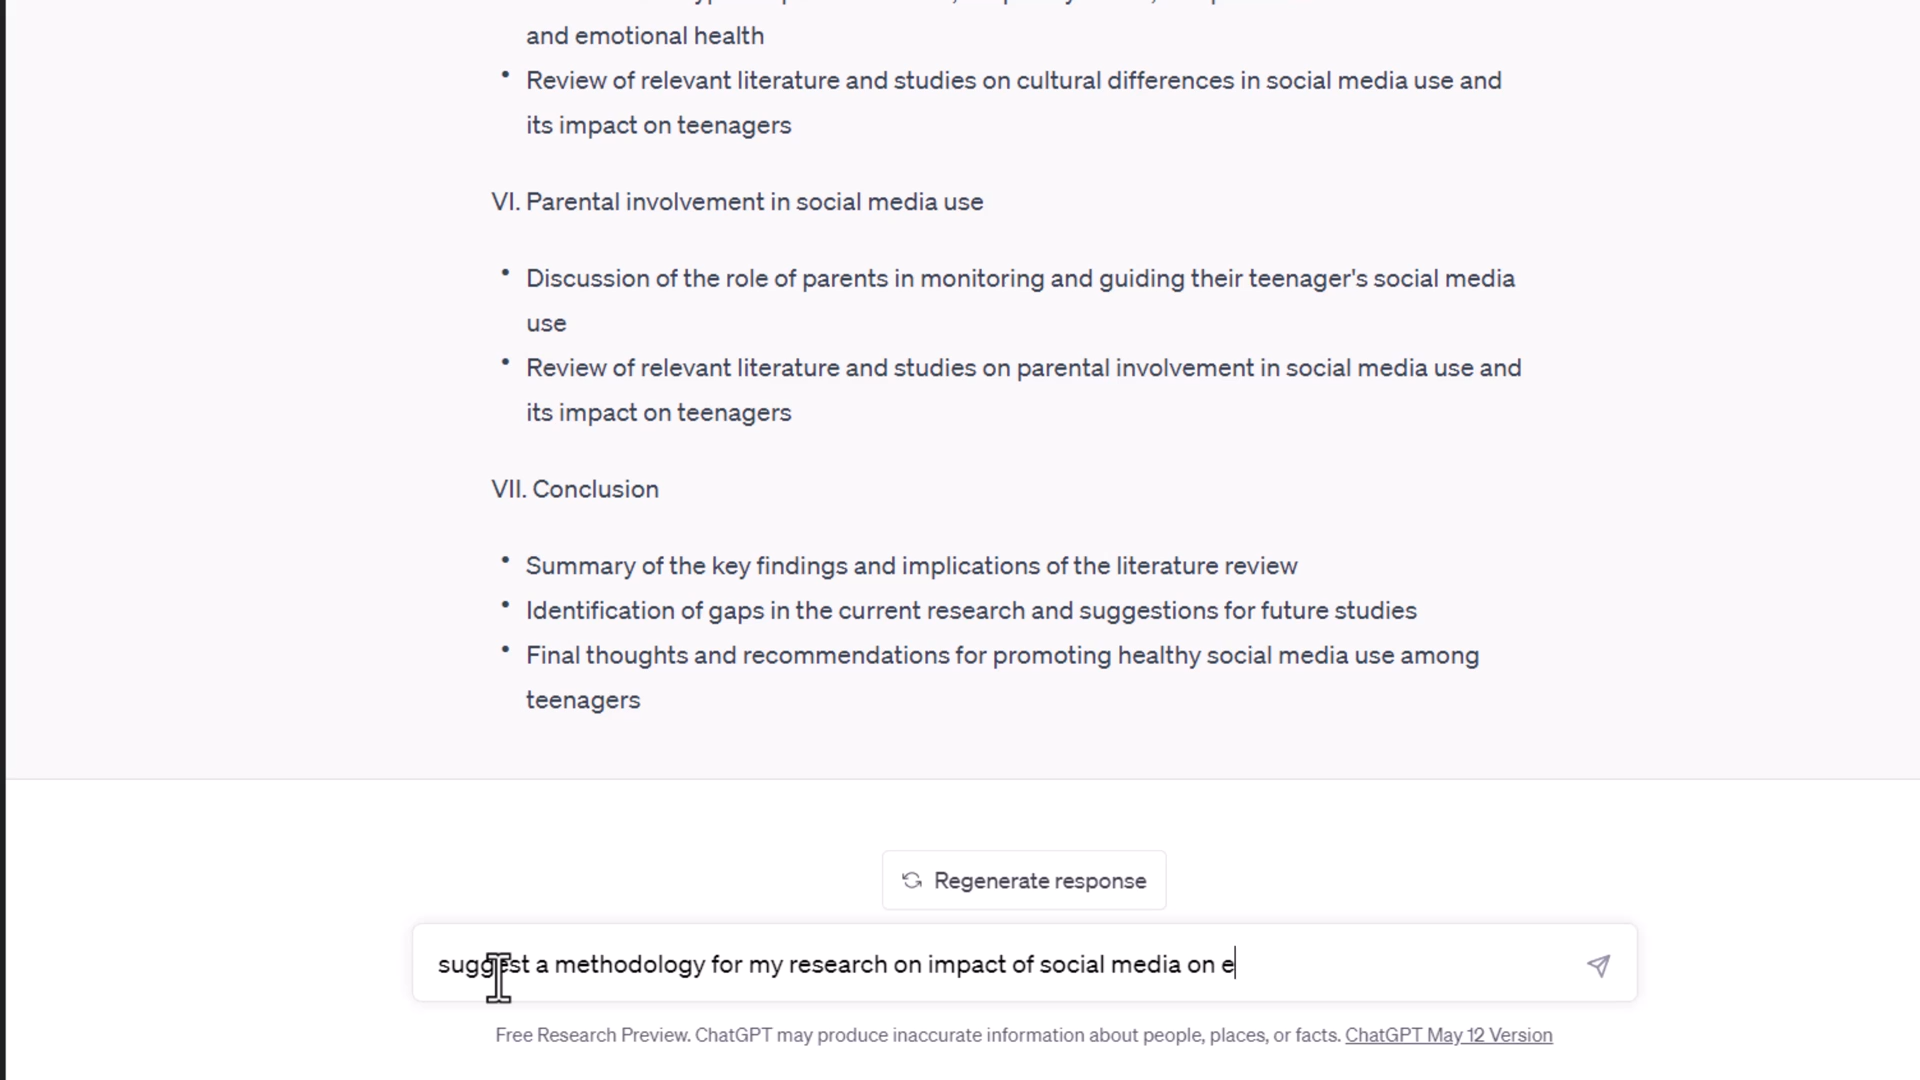 and emotional health
• Review of relevant literature and studies on cultural differences in social media use and
its impact on teenagers
VI. Parental involvement in social media use
• Discussion of the role of parents in monitoring and guiding their teenager's social media
use
• Review of relevant literature and studies on parental involvement in social media use and
its impact on teenagers
VII. Conclusion
• Summary of the key findings and implications of the literature review
• Identification of gaps in the current research and suggestions for future studies
• Final thoughts and recommendations for promoting healthy social media use among
teenagers
Regenerate response
suggest a methodology for my research on impact of social media on e
Free Research Preview. ChatGPT may produce inaccurate information about people, places, or facts. ChatGPT May 12 Version